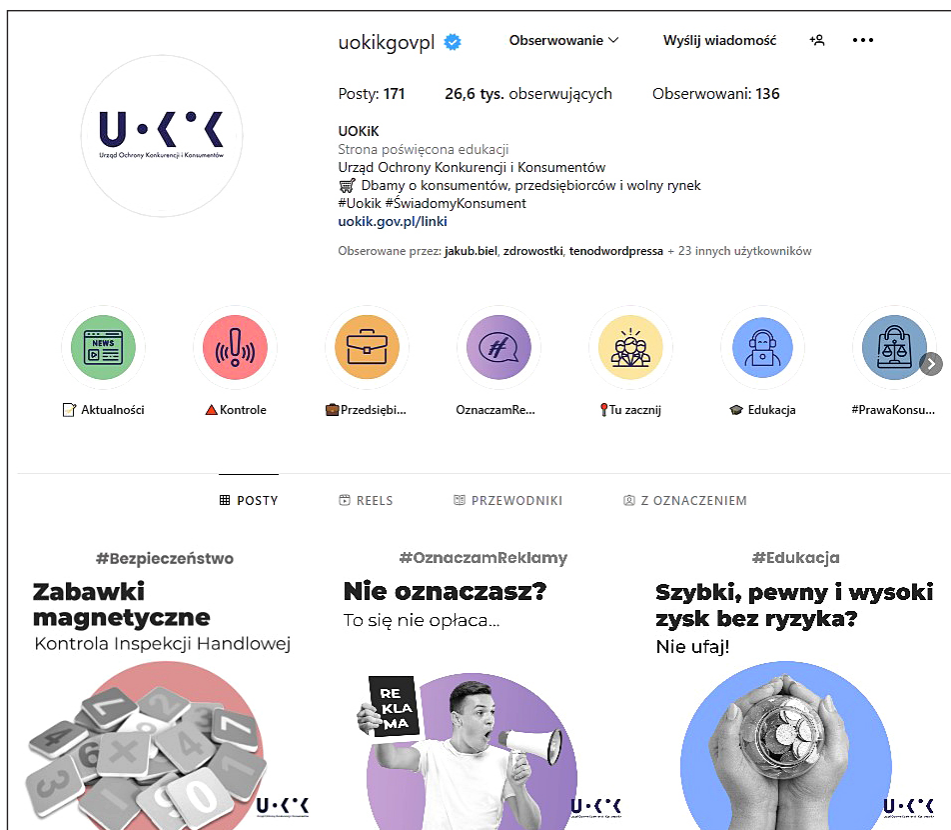 uokikgovpl
Obserwowanie
Wyślij wiadomość
Posty: 171
26,6 tys. obserwujących
Obserwowani: 136
U·K·K
Urząd Ochrony Konkurencji i Konsumentów
UOKiK
Strona poświęcona edukacji
Urząd Ochrony Konkurencji i Konsumentów
Dbamy o konsumentów, przedsiębiorców i wolny rynek
#Uokik #ŚwiadomyKonsument
uokik.gov.pl/linki
Obserowane przez: jakub.biel, zdrowostki, tenodwordpressa + 23 innych użytkowników
NEWS
#
Aktualności
Kontrole
Przedsiębi...
OznaczamRe...
Tu zacznij
Edukacja
#PrawaKonsu...
POSTY
REELS
PRZEWODNIKI
Z OZNACZENIEM
#Bezpieczeństwo
Zabawki
magnetyczne
Kontrola Inspekcji Handlowej
#OznaczamReklamy
Nie oznaczasz?
To się nie opłaca...
RE
KLA
MA
#Edukacja
Szybki, pewny i wysoki
zysk bez ryzyka?
Nie ufaj!